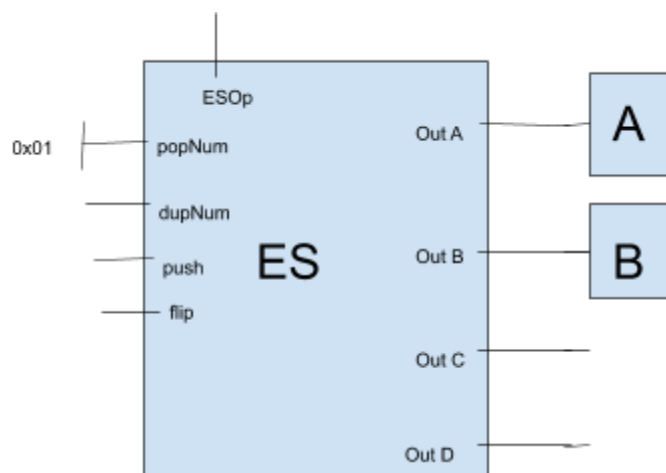 ESOp
0x01
popNum
Out A
A
dupNum
push
ES
Out B
B
flip
Out C
Out D